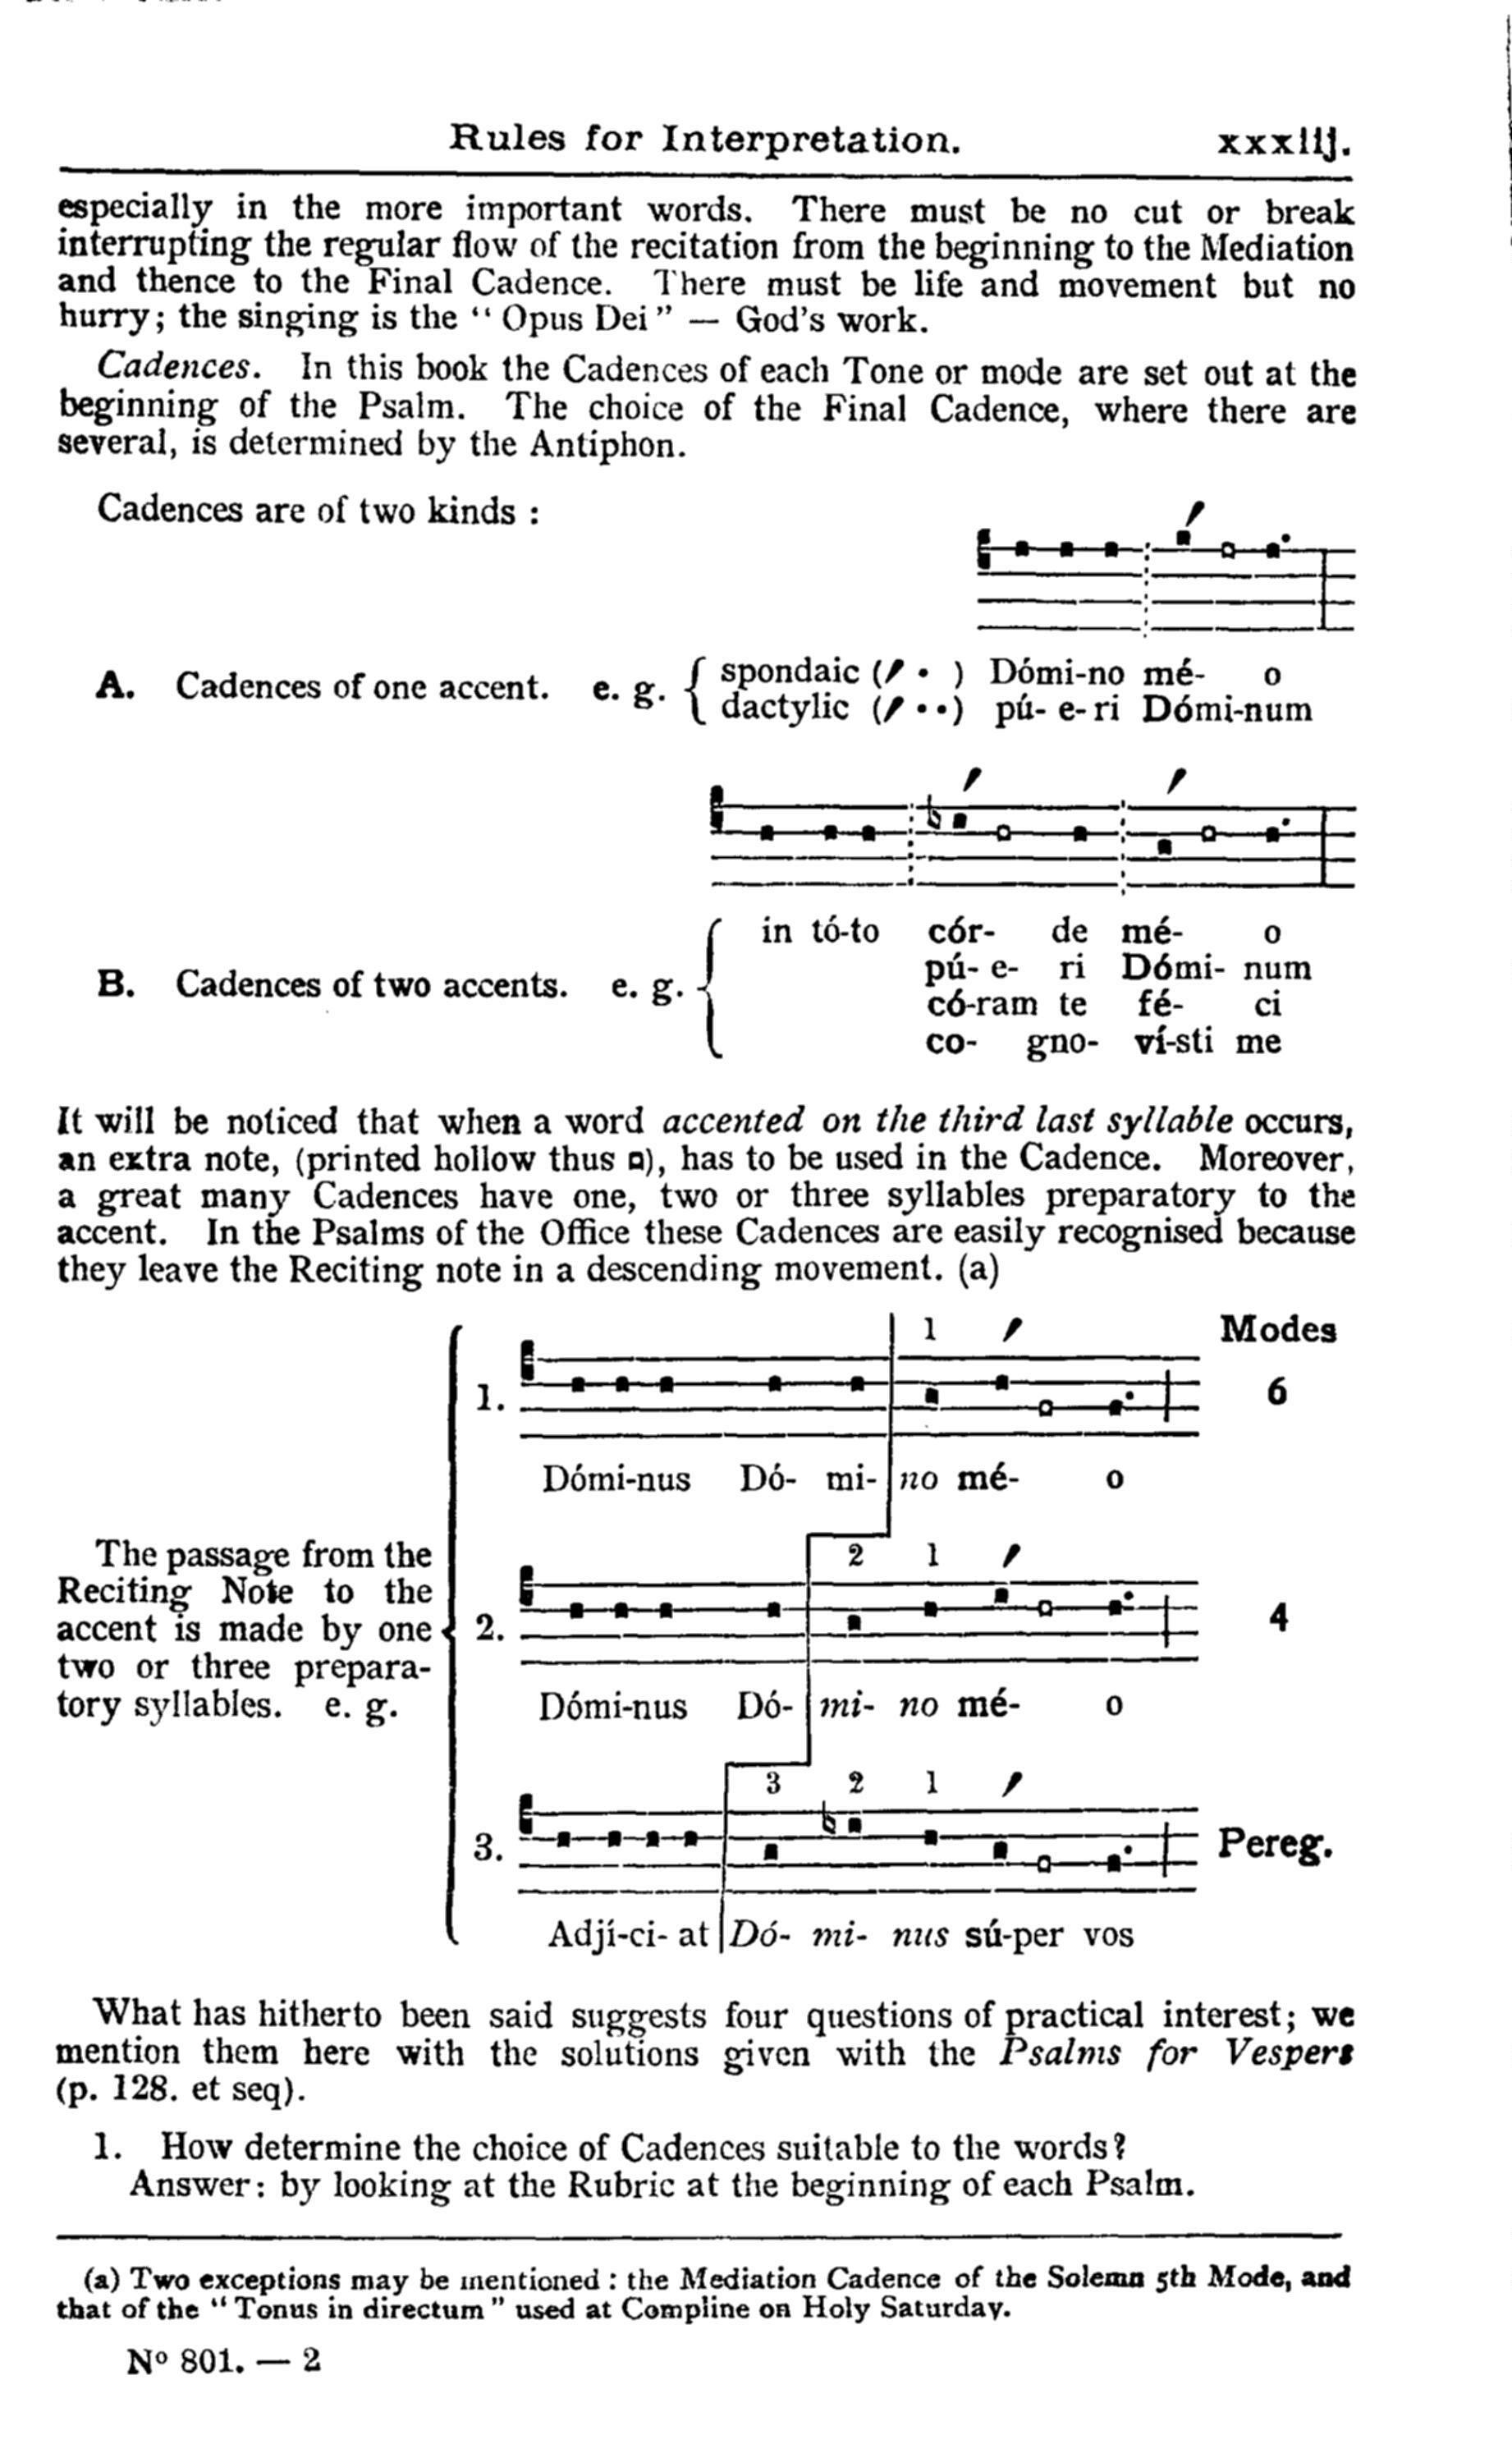 Rules for Interpretation. xxxiij.
especially in the more important words. There must be no cut or break
interrupting the regular flow of the recitation from the beginning to the Mediation
and thence to the Final Cadence. There must be life and movement but no
hurry; the singing is the “ Opus Dei ” — God's work.
Cadences. In this book the Cadences of each Tone or mode are set out at the
beginning of the Psalm. The choice of the Final Cadence, where there are
several, is determined by the Antiphon.
Cadences are of two kinds :
A. Cadences of one accent. e. g.
spondaic ( • ) Dómi-no mé- o
dactylic ( • •) pú- e- ri Dómi-num
B. Cadences of two accents. e. g.
in tó-to cór- de mé- o
pú- e- ri Dómi- num
có-ram te fé- ci
co- gno- ví-sti me
It will be noticed that when a word accented on the third last syllable occurs,
an extra note, (printed hollow thus ), has to be used in the Cadence. Moreover,
a great many Cadences have one, two or three syllables preparatory to the
accent. In the Psalms of the Office these Cadences are easily recognised because
they leave the Reciting note in a descending movement. (a)
The passage from the
Reciting Note to the
accent is made by one
two or three prepara-
tory syllables. e. g.
1 Modes
1. 6
Dómi-nus Dó- mi- no mé- o
2 1
2. 4
Dómi-nus Dó- mi- no mé- o
3 2 1
3. Pereg.
Adjí-ci- at Dó- mi- nus sú-per vos
What has hitherto been said suggests four questions of practical interest; we
mention them here with the solutions given with the Psalms for Vespers
(p. 128. et seq).
1. How determine the choice of Cadences suitable to the words?
Answer: by looking at the Rubric at the beginning of each Psalm.
(a) Two exceptions may be mentioned : the Mediation Cadence of the Solemn 5th Mode, and
that of the “ Tonus in directum ” used at Compline on Holy Saturday.
Nº 801. — 2